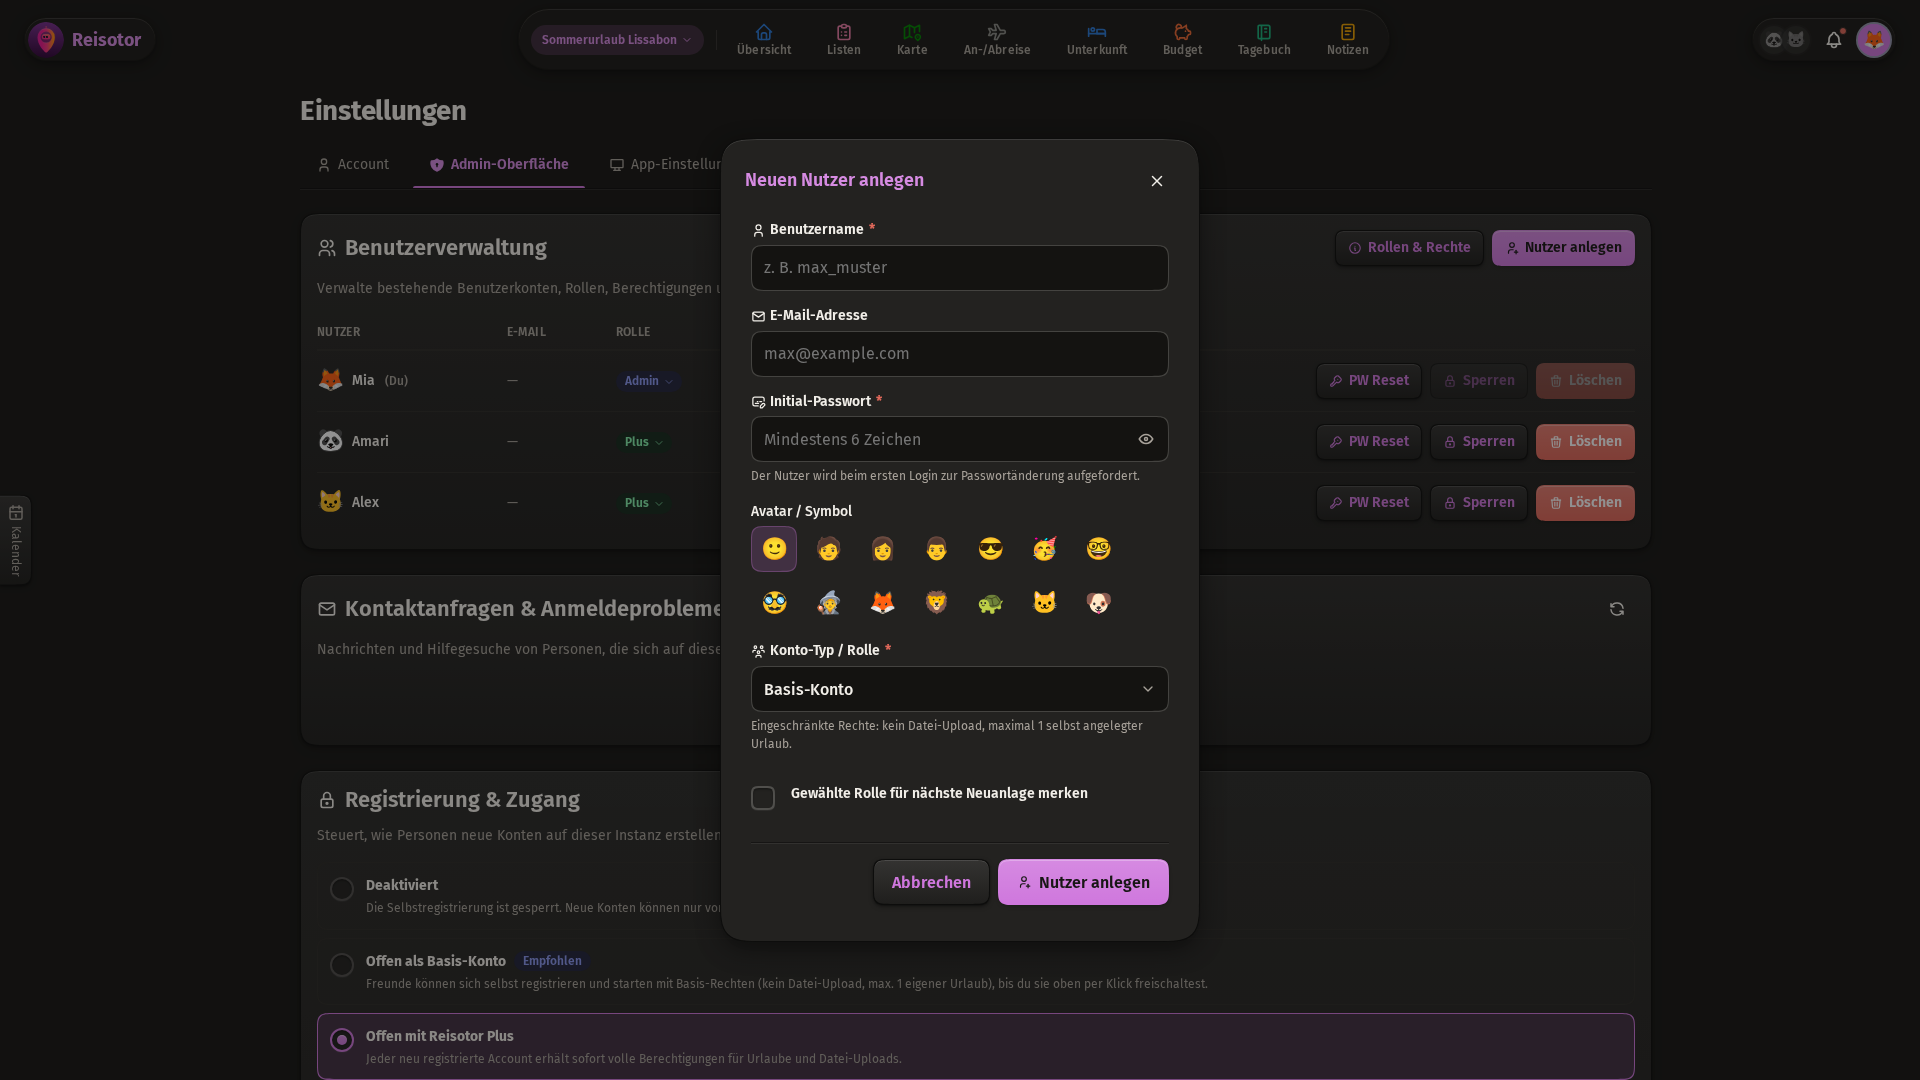 Reisotor
Sommerurlaub Lissabon
Übersicht
Listen
Karte
An-/Abreise
Unterkunft
Budget
Tagebuch
Notizen
Einstellungen
Account
Admin-Oberfläche
App-Einstellun
Benutzerverwaltung
Rollen & Rechte
Nutzer anlegen
Verwalte bestehende Benutzerkonten, Rollen, Berechtigungen
NUTZER
E-MAIL
ROLLE
Mia (Du)
—
Admin
PW Reset
Sperren
Löschen
Amari
—
Plus
PW Reset
Sperren
Löschen
Alex
—
Plus
PW Reset
Sperren
Löschen
Kalender
Kontaktanfragen & Anmeldeprobleme
Nachrichten und Hilfegesuche von Personen, die sich auf diese
Registrierung & Zugang
Steuert, wie Personen neue Konten auf dieser Instanz erstellen
Deaktiviert
Die Selbstregistrierung ist gesperrt. Neue Konten können nur vo
Offen als Basis-Konto
Empfohlen
Freunde können sich selbst registrieren und starten mit Basis-Rechten (kein Datei-Upload, max. 1 eigener Urlaub), bis du sie oben per Klick freischaltest.
Offen mit Reisotor Plus
Jeder neu registrierte Account erhält sofort volle Berechtigungen für Urlaube und Datei-Uploads.
Neuen Nutzer anlegen
Benutzername *
z. B. max_muster
E-Mail-Adresse
max@example.com
Initial-Passwort *
Mindestens 6 Zeichen
Der Nutzer wird beim ersten Login zur Passwortänderung aufgefordert.
Avatar / Symbol
Konto-Typ / Rolle *
Basis-Konto
Eingeschränkte Rechte: kein Datei-Upload, maximal 1 selbst angelegter
Urlaub.
Gewählte Rolle für nächste Neuanlage merken
Abbrechen
Nutzer anlegen